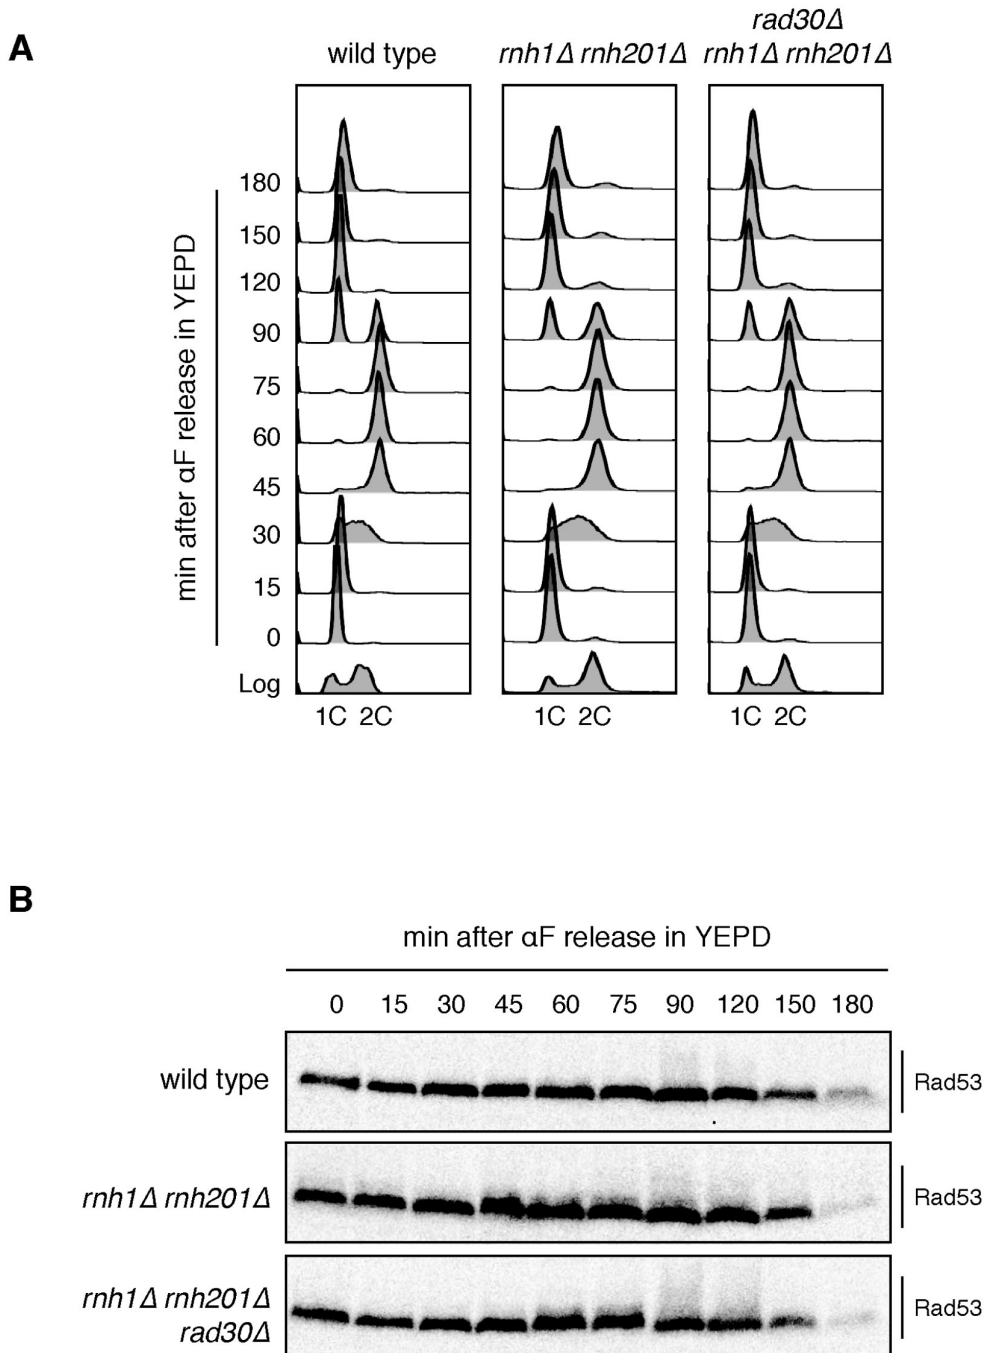 A
wild type
rnh1Δ rnh201Δ
rad30Δ
rnh1Δ rnh201Δ
min after αF release in YEPD
180
150
120
90
75
60
45
30
15
0
Log
1C 2C
1C 2C
1C 2C
B
min after αF release in YEPD
0 15 30 45 60 75 90 120 150 180
wild type
Rad53
rnh1Δ rnh201Δ
Rad53
rnh1Δ rnh201Δ
rad30Δ
Rad53